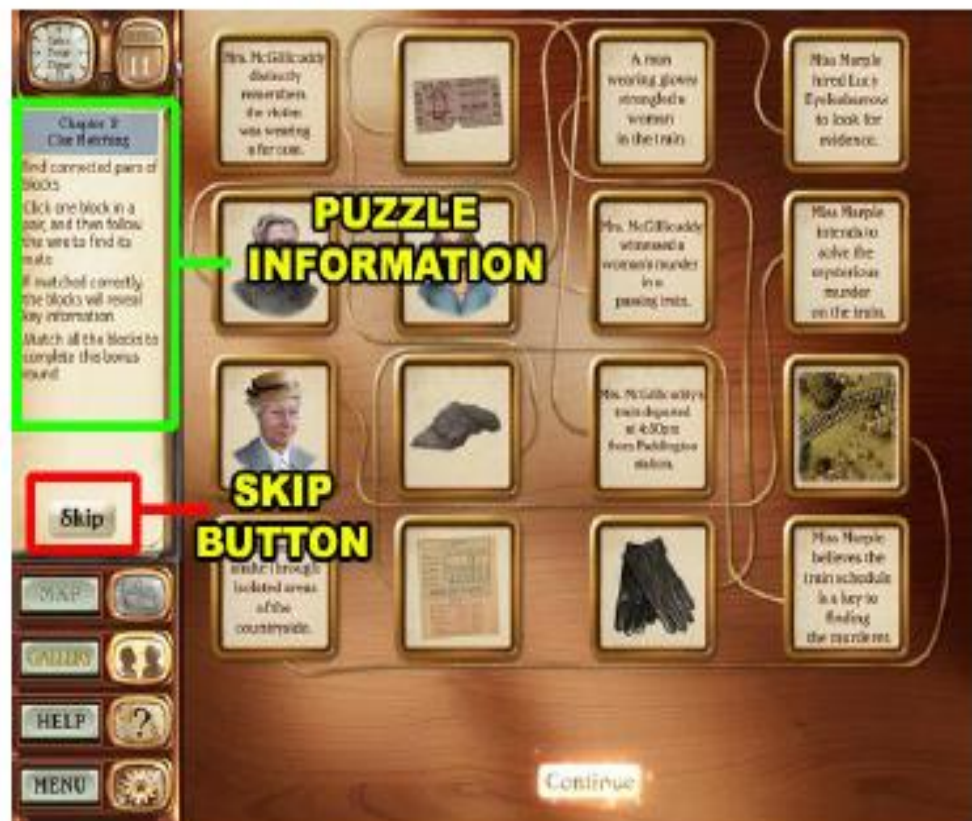 Take
Your
Time
11
Chapter 2
Clue Matching
Find connected pairs of
blocks
Click one block in a
pair, and then follow
the wire to find its
mate
If matched correctly,
the blocks will reveal
key information
Match all the blocks to
complete this bonus
round
Skip
MAP
GALLERY
HELP
MENU
PUZZLE
INFORMATION
SKIP
BUTTON
Mrs. McGillicuddy
distinctly
remembers
the victim
was wearing
a fur coat.
A man
wearing gloves
strangled a
woman
in the train.
Miss Marple
hired Lucy
Eyelesbarrow
to look for
evidence.
Mrs. McGillicuddy
witnessed a
woman's murder
in a
passing train.
Miss Marple
intends to
solve the
mysterious
murder
on the train.
Mrs. McGillicuddy's
train departed
at 4:50pm
from Paddington
station.
through
isolated areas
of the
countryside.
Miss Marple
believes the
train schedule
is a key to
finding
the murderer.
Continue